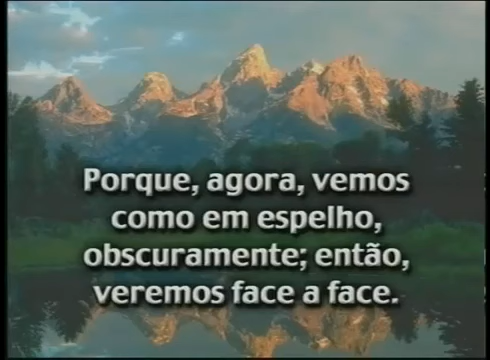 Porque, agora, vemos
como em espelho,
obscuramente; então,
veremos face a face.